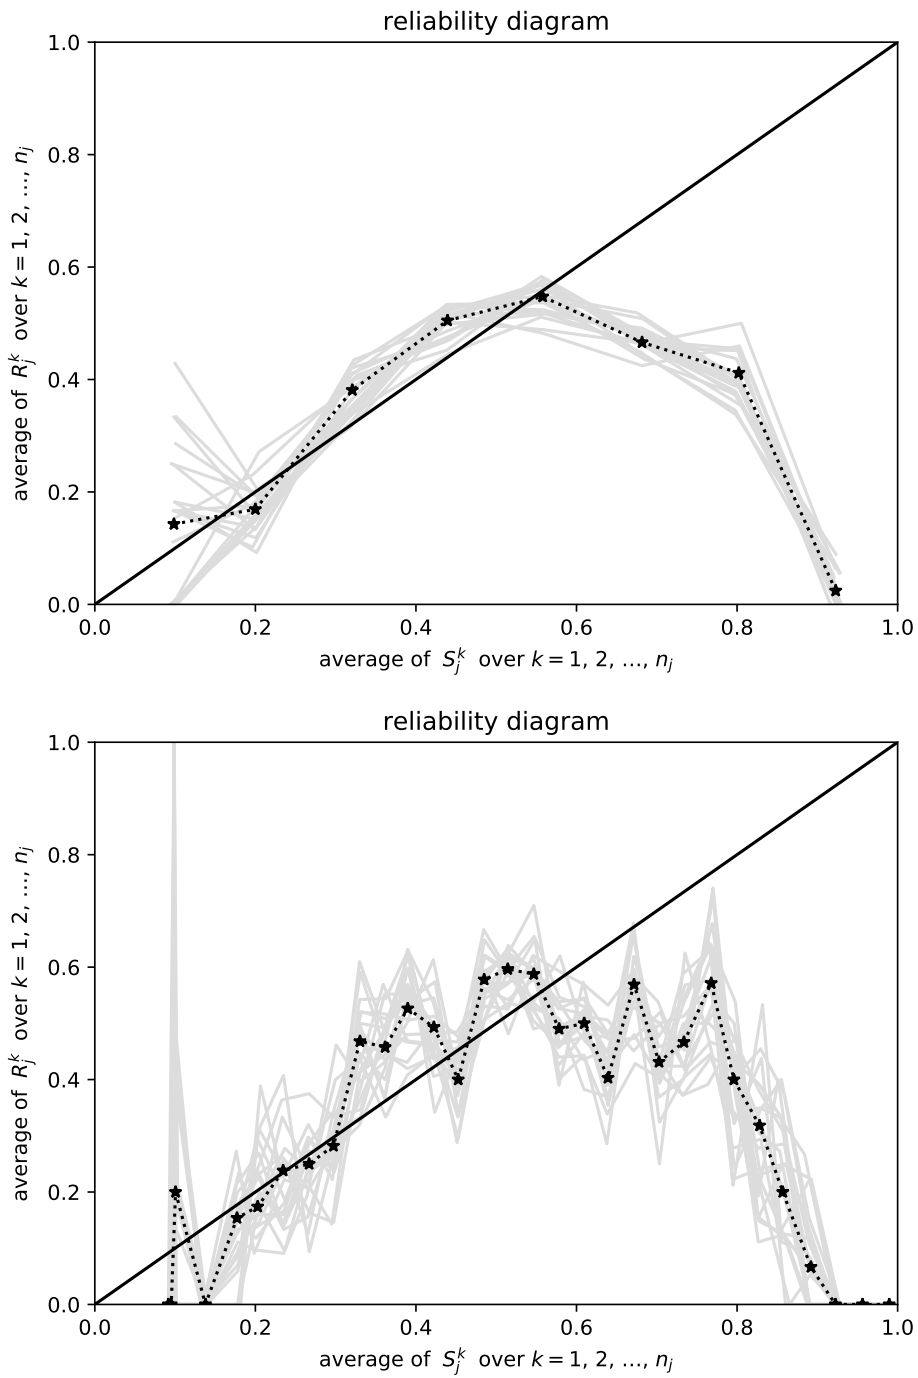 reliability diagram
1.0
0.8
0.6
0.4
0.2
0.0
average of R_j^k over k = 1, 2, ..., n_j
0.0 0.2 0.4 0.6 0.8 1.0
average of S_j^k over k = 1, 2, ..., n_j
reliability diagram
1.0
0.8
0.6
0.4
0.2
0.0
average of R_j^k over k = 1, 2, ..., n_j
0.0 0.2 0.4 0.6 0.8 1.0
average of S_j^k over k = 1, 2, ..., n_j